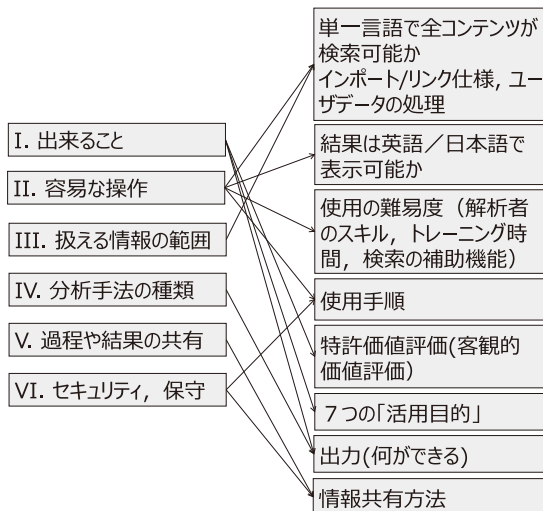 I. 出来ること
II. 容易な操作
III. 扱える情報の範囲
IV. 分析手法の種類
V. 過程や結果の共有
VI. セキュリティ，保守
単一言語で全コンテンツが
検索可能か
インポート/リンク仕様，ユー
ザデータの処理
結果は英語／日本語で
表示可能か
使用の難易度（解析者
のスキル，トレーニング時
間，検索の補助機能）
使用手順
特許価値評価(客観的
価値評価）
７つの「活用目的」
出力(何ができる)
情報共有方法